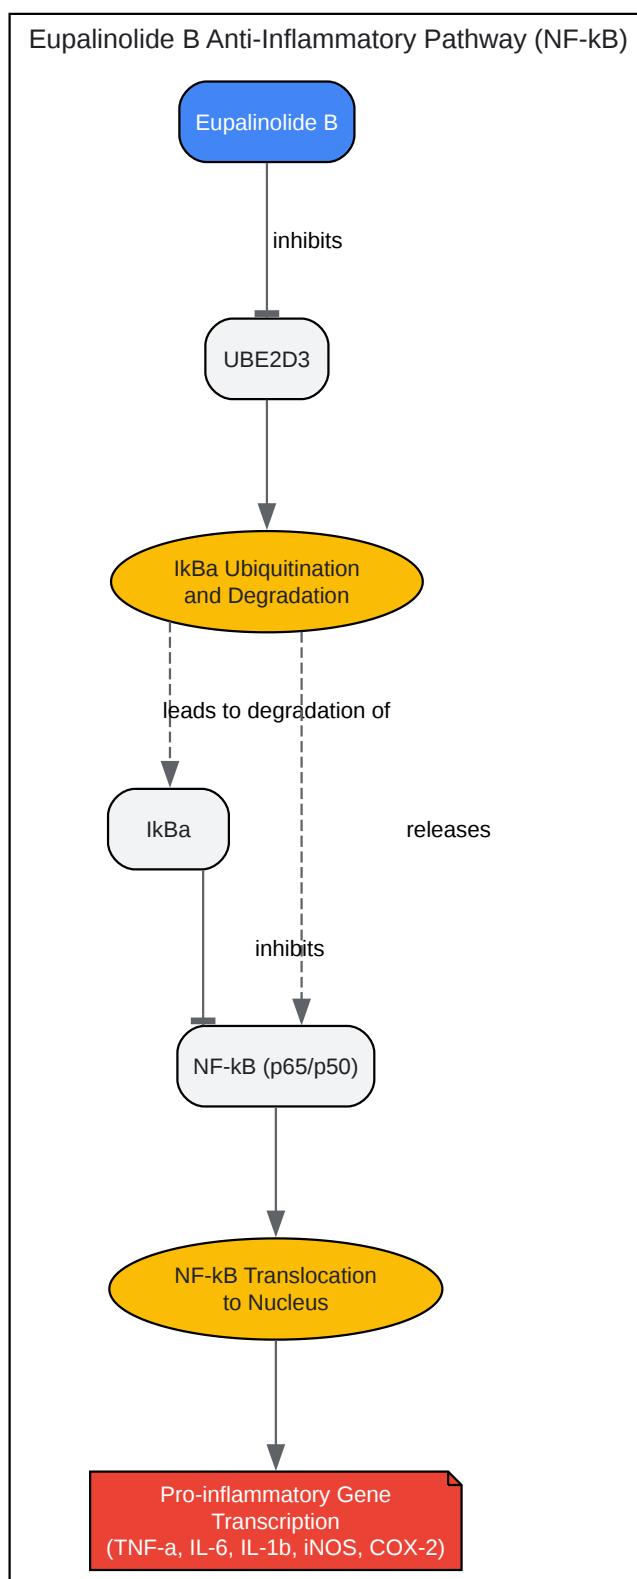 Eupalinolide B Anti-Inflammatory Pathway (NF-kB)
Eupalinolide B
inhibits
UBE2D3
IkBa Ubiquitination
and Degradation
leads to degradation of
IkBa
releases
inhibits
NF-kB (p65/p50)
NF-kB Translocation
to Nucleus
Pro-inflammatory Gene
Transcription
(TNF-a, IL-6, IL-1b, iNOS, COX-2)